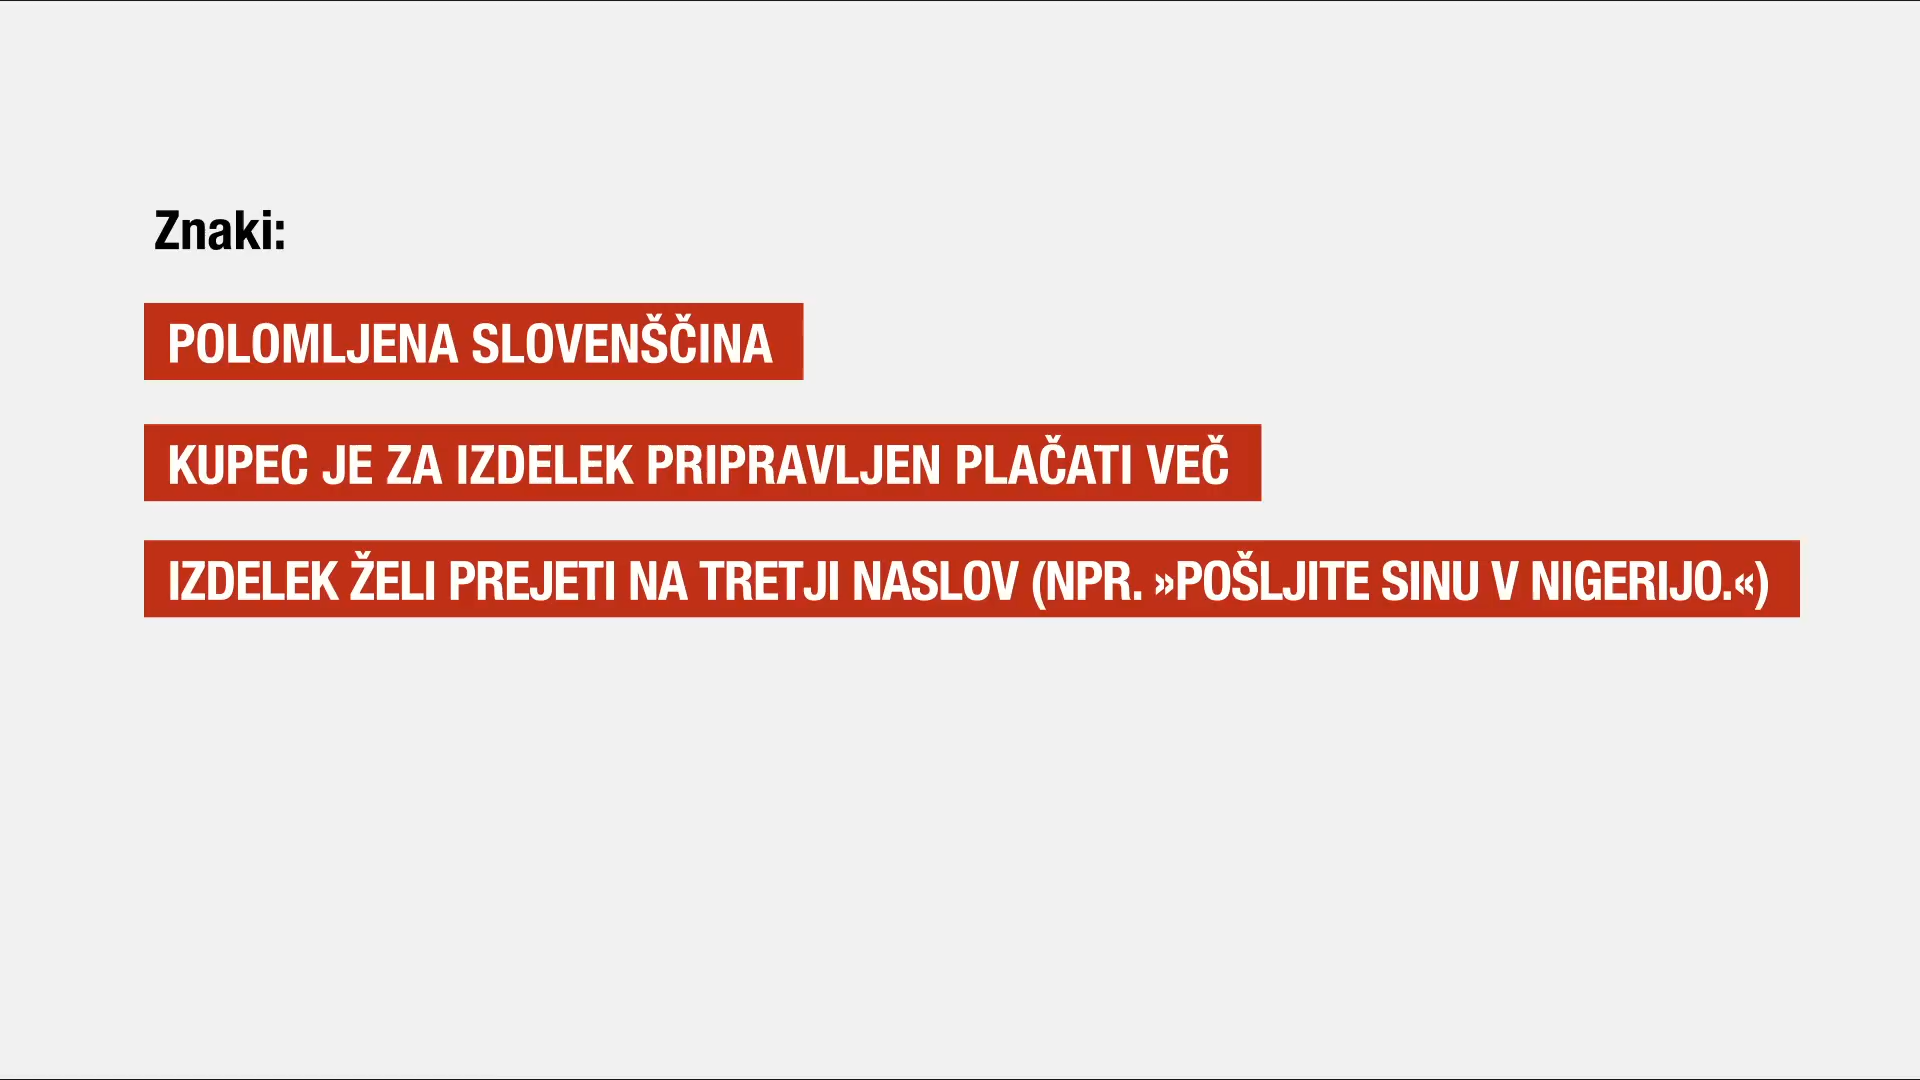 Znaki:
POLOMLJENA SLOVENŠČINA
KUPEC JE ZA IZDELEK PRIPRAVLJEN PLAČATI VEČ
IZDELEK ŽELI PREJETI NA TRETJI NASLOV (NPR. »POŠLJITE SINU V NIGERIJO.«)